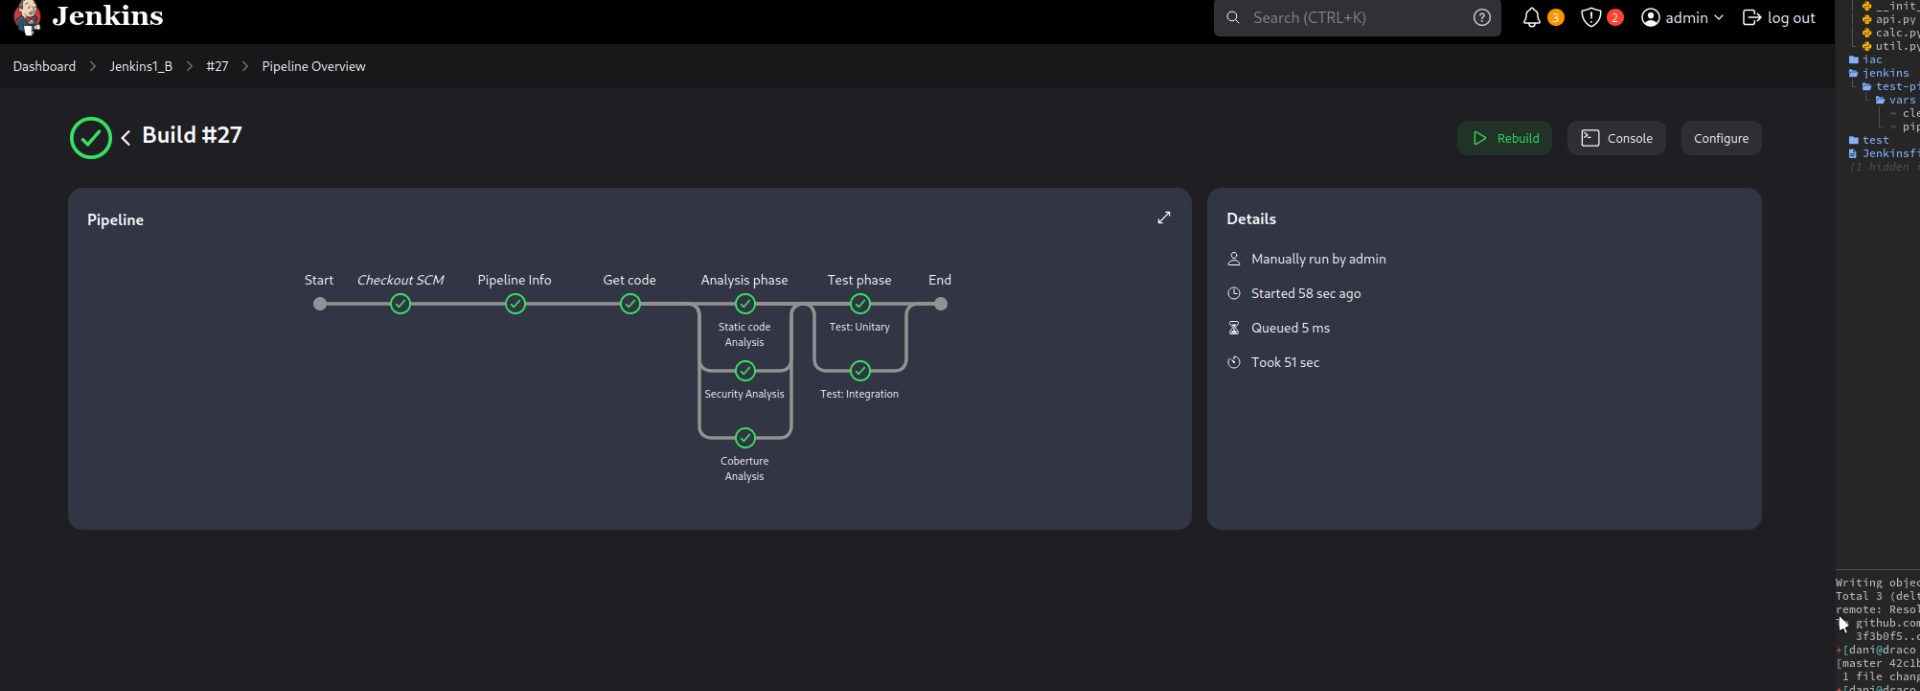 Jenkins
Search (CTRL+K)
3
2
admin
log out
Dashboard > Jenkins1_B > #27 > Pipeline Overview
Build #27
Rebuild
Console
Configure
Pipeline
Start
Checkout SCM
Pipeline Info
Get code
Analysis phase
Test phase
End
Static code
Analysis
Test: Unitary
Security Analysis
Test: Integration
Coberture
Analysis
Details
Manually run by admin
Started 58 sec ago
Queued 5 ms
Took 51 sec
__init_
api.py
calc.py
util.py
iac
jenkins
test-pi
vars
cle
pip
test
Jenkinsfi
(1 hidden
Writing objec
Total 3 (delt
remote: Resol
github.com
3f3b0f5..
[dani@draco
[master 42c1b
1 file chang
[dani@draco